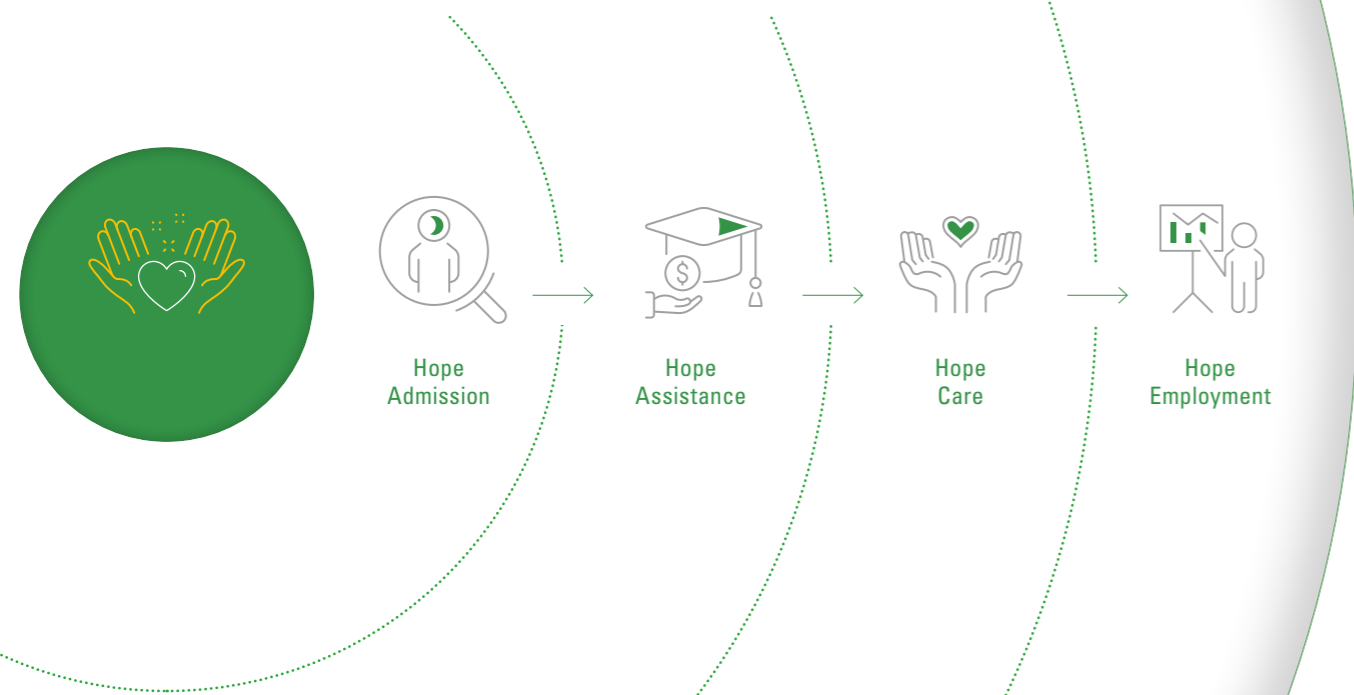 Hope
Admission
Hope
Assistance
Hope
Care
Hope
Employment
$